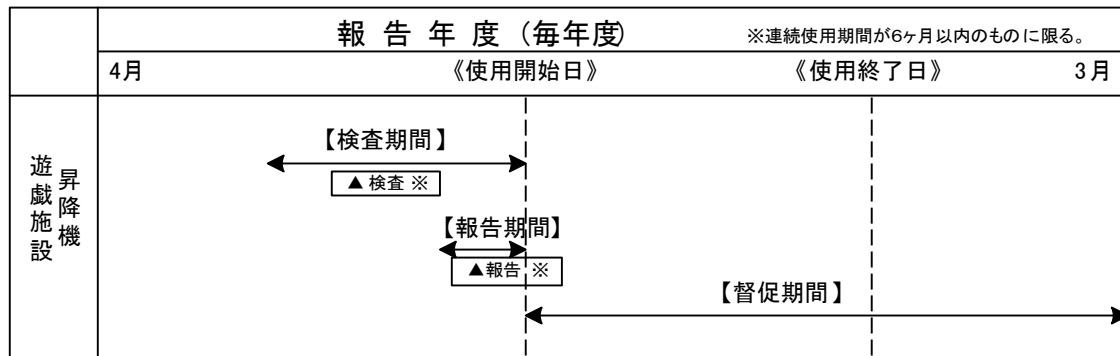 報告年度(毎年度) ※連続使用期間が6ヶ月以内のものに限る。
4月 《使用開始日》 《使用終了日》 3月
昇降機
遊戯施設
【検査期間】
▲検査※
【報告期間】
▲報告 ※
【督促期間】